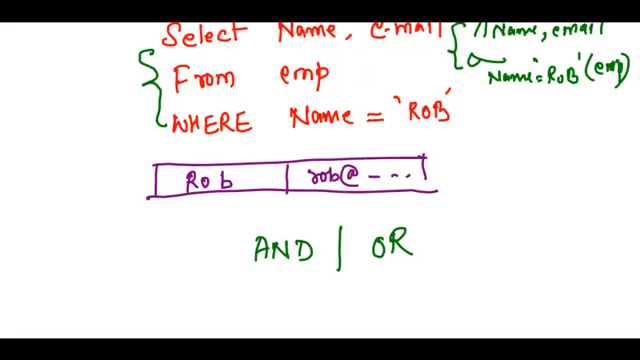 Select Name, e-mail
From emp
WHERE Name = 'ROB'
Π Name, email
σ Name="ROB" (emp)
Rob rob@ - ...
AND | OR